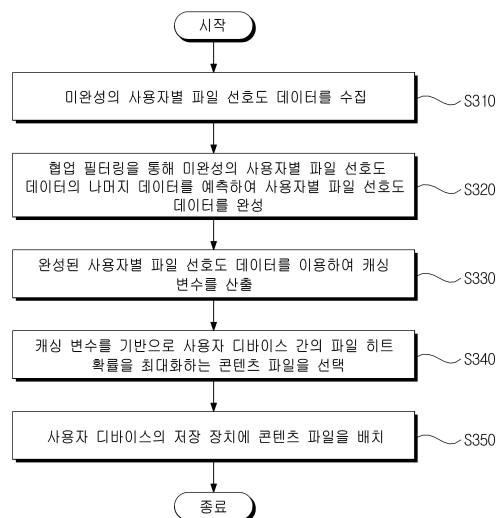 시작
미완성의 사용자별 파일 선호도 데이터를 수집
S310
협업 필터링을 통해 미완성의 사용자별 파일 선호도
데이터의 나머지 데이터를 예측하여 사용자별 파일 선호도
데이터를 완성
S320
완성된 사용자별 파일 선호도 데이터를 이용하여 캐싱
변수를 산출
S330
캐싱 변수를 기반으로 사용자 디바이스 간의 파일 히트
확률을 최대화하는 콘텐츠 파일을 선택
S340
사용자 디바이스의 저장 장치에 콘텐츠 파일을 배치
S350
종료